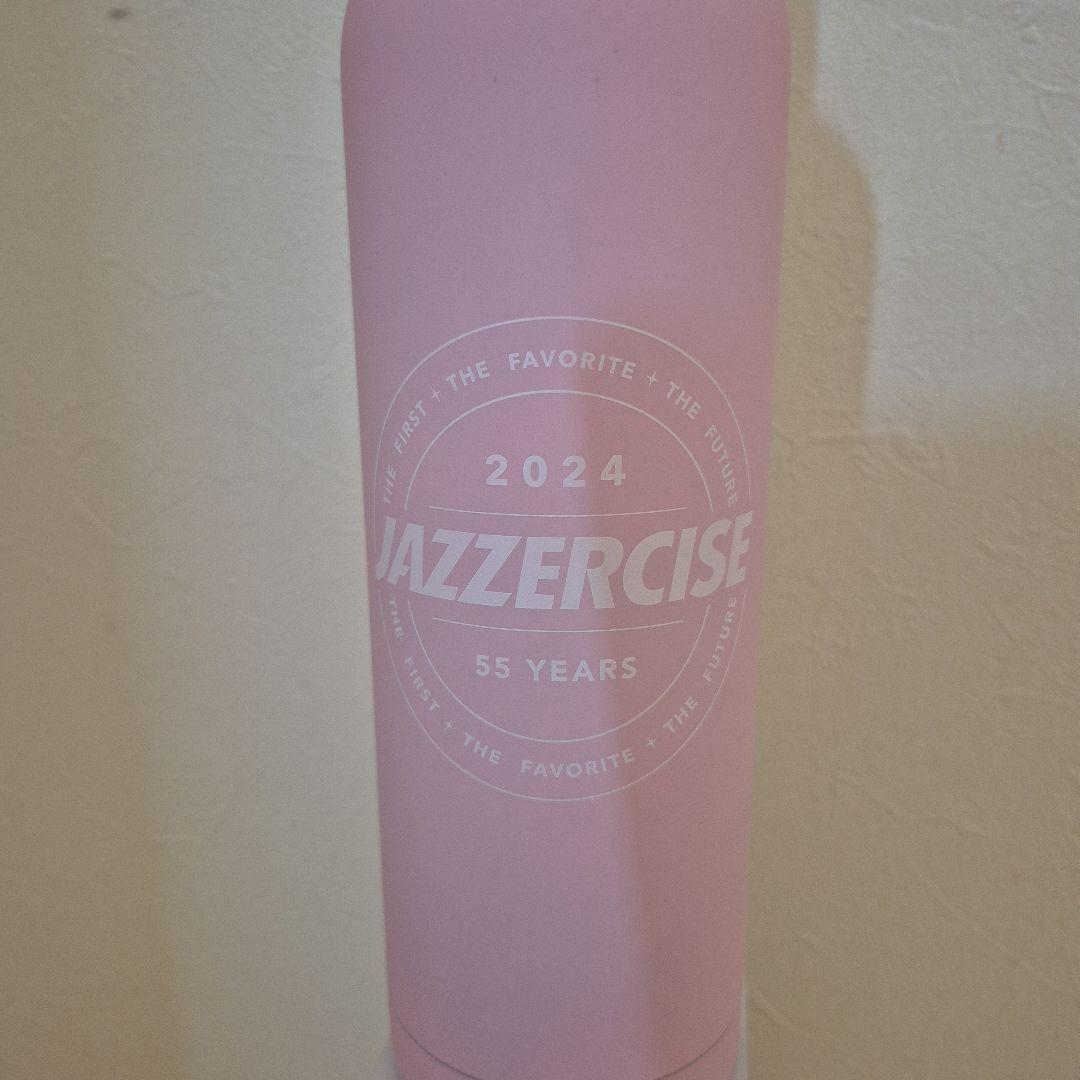 THE FIRST + THE FAVORITE + THE FUTURE
2024
JAZZERCISE
55 YEARS
THE FIRST + THE FAVORITE + THE FUTURE